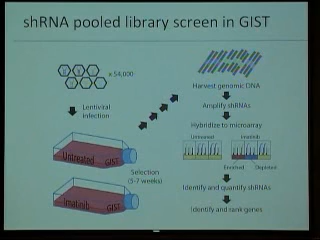 shRNA pooled library screen in GIST
x 54,000
Lentiviral
infection
Untreated GIST
Selection
(5-7 weeks)
Imatinib GIST
Harvest genomic DNA
Amplify shRNAs
Hybridize to microarray
Untreated Imatinib
Enriched Depleted
Identify and quantify shRNAs
Identify and rank genes